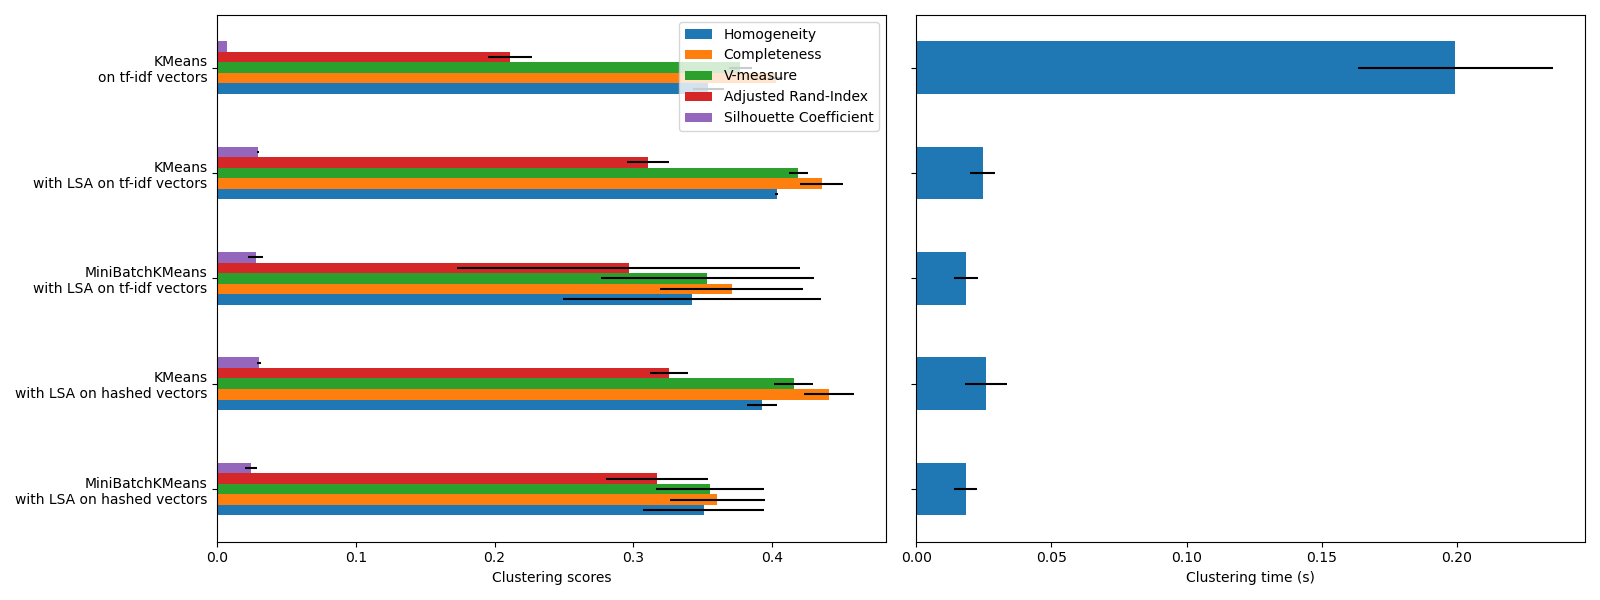 KMeans
on tf-idf vectors
KMeans
with LSA on tf-idf vectors
MiniBatchKMeans
with LSA on tf-idf vectors
KMeans
with LSA on hashed vectors
MiniBatchKMeans
with LSA on hashed vectors
Homogeneity
Completeness
V-measure
Adjusted Rand-Index
Silhouette Coefficient
0.0 0.1 0.2 0.3 0.4
Clustering scores
0.00 0.05 0.10 0.15 0.20
Clustering time (s)